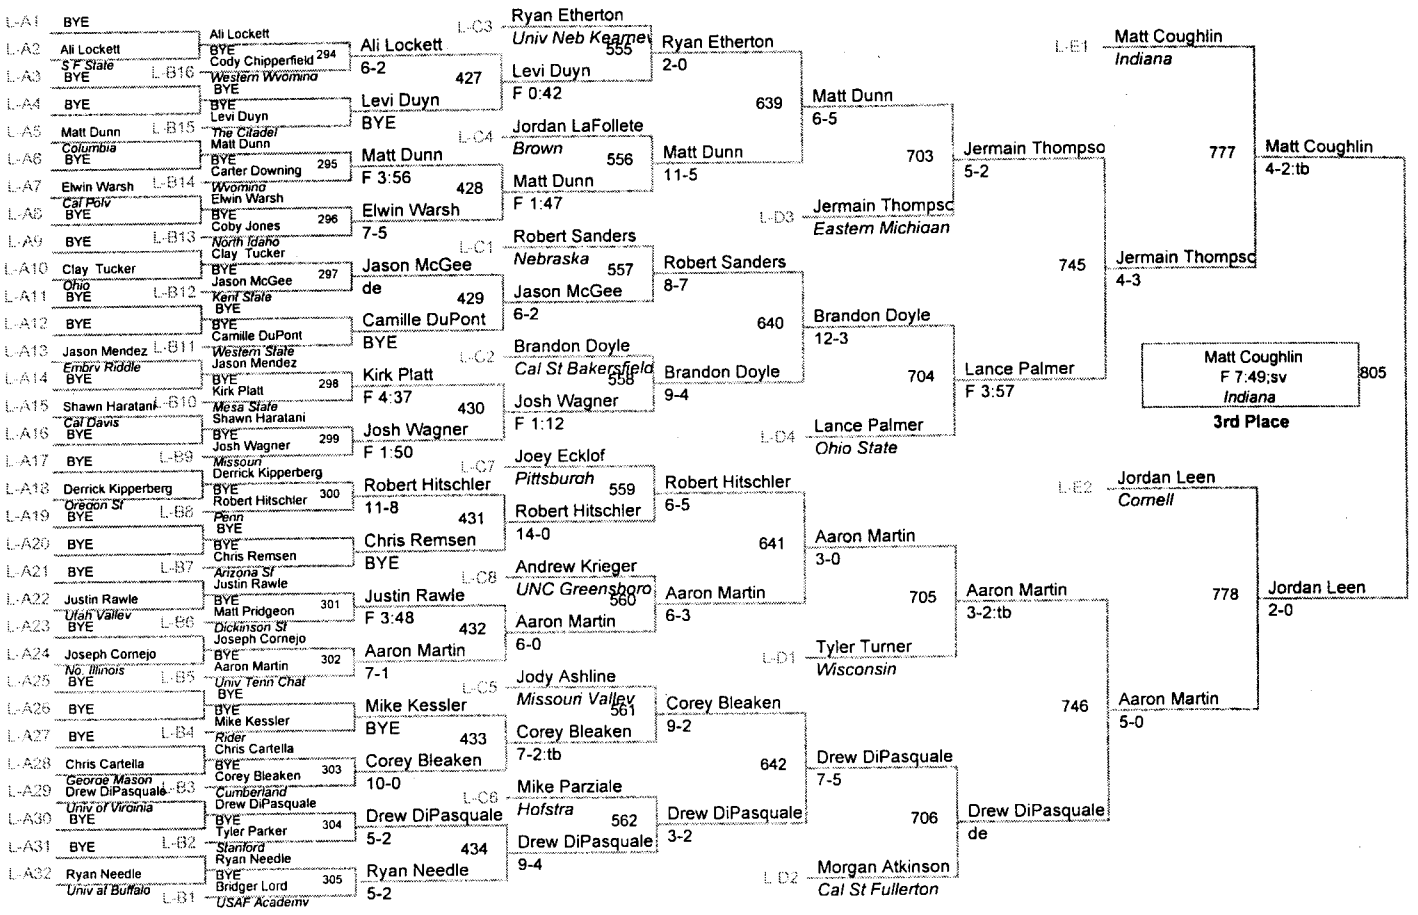 L-A1 BYE
L-A2 Ali Lockett
S F State
L-A3 BYE
L-A4 BYE
L-A5 Matt Dunn
Columbia
L-A6 BYE
L-A7 Elwin Warsh
Cal Poly
L-A8 BYE
L-A9 BYE
L-A10 Clay Tucker
Ohio
L-A11 BYE
L-A12 BYE
L-A13 Jason Mendez
Embry Riddle
L-A14 BYE
L-A15 Shawn Haratani
Cal Davis
L-A16 BYE
L-A17 BYE
L-A18 Derrick Kipperberg
Oregon St
L-A19 BYE
L-A20 BYE
L-A21 BYE
L-A22 Justin Rawle
Utah Valley
L-A23 BYE
L-A24 Joseph Cornejo
No. Illinois
L-A25 BYE
L-A26 BYE
L-A27 BYE
L-A28 Chris Cartella
George Mason
L-A29 Drew DiPasquale
Univ of Virginia
L-A30 BYE
L-A31 BYE
L-A32 Ryan Needle
Univ at Buffalo
Ali Lockett
BYE
L-B16 Cody Chipperfield 294
Western Wyoming
BYE
BYE
L-B15 Levi Duyn
The Citadel
Matt Dunn
BYE
L-B14 Carter Downing 295
Wyoming
Elwin Warsh
BYE
L-B13 Coby Jones 296
North Idaho
Clay Tucker
BYE
L-B12 Jason McGee 297
Kent State
BYE
BYE
L-B11 Camille DuPont
Western State
Jason Mendez
BYE
L-B10 Kirk Platt 298
Mesa State
Shawn Haratani
BYE
L-B9 Josh Wagner 299
Missouri
Derrick Kipperberg
BYE
L-B8 Robert Hitschler 300
Penn
BYE
BYE
L-B7 Chris Remsen
Arizona St
Justin Rawle
BYE
L-B6 Matt Pridgeon 301
Dickinson St
Joseph Cornejo
BYE
L-B5 Aaron Martin 302
Univ Tenn Chat
BYE
BYE
L-B4 Mike Kessler
Rider
Chris Cartella
BYE
L-B3 Corey Bleaken 303
Cumberland
Drew DiPasquale
BYE
L-B2 Tyler Parker 304
Stanford
Ryan Needle
BYE
L-B1 Bridger Lord 305
USAF Academy
Ali Lockett
6-2
427
Levi Duyn
BYE
Matt Dunn
F 3:56
428
Elwin Warsh
7-5
Jason McGee
de
429
Camille DuPont
BYE
Kirk Platt
F 4:37
430
Josh Wagner
F 1:50
Robert Hitschler
11-8
431
Chris Remsen
BYE
Justin Rawle
F 3:48
432
Aaron Martin
7-1
Mike Kessler
BYE
433
Corey Bleaken
10-0
Drew DiPasquale
5-2
434
Ryan Needle
5-2
L-C3 Ryan Etherton
Univ Neb Kearney
555
Levi Duyn
F 0:42
L-C4 Jordan LaFollete
Brown
556
Matt Dunn
F 1:47
L-C1 Robert Sanders
Nebraska
557
Jason McGee
6-2
L-C2 Brandon Doyle
Cal St Bakersfield
558
Josh Wagner
F 1:12
L-C7 Joey Ecklof
Pittsburgh
559
Robert Hitschler
14-0
L-C8 Andrew Krieger
UNC Greensboro
560
Aaron Martin
6-0
L-C5 Jody Ashline
Missouri Valley
561
Corey Bleaken
7-2:tb
L-C6 Mike Parziale
Hofstra
562
Drew DiPasquale
9-4
Ryan Etherton
2-0
639
Matt Dunn
11-5
Robert Sanders
8-7
640
Brandon Doyle
9-4
Robert Hitschler
6-5
641
Aaron Martin
6-3
Corey Bleaken
9-2
642
Drew DiPasquale
3-2
Matt Dunn
6-5
703
L-D3 Jermain Thompsc
Eastern Michigan
Brandon Doyle
12-3
704
L-D4 Lance Palmer
Ohio State
Aaron Martin
3-0
705
L-D1 Tyler Turner
Wisconsin
Drew DiPasquale
7-5
706
L-D2 Morgan Atkinson
Cal St Fullerton
Jermain Thompso
5-2
745
Lance Palmer
F 3:57
Aaron Martin
3-2:tb
746
Drew DiPasquale
de
L-E1 Matt Coughlin
Indiana
777
Jermain Thompsc
4-3
L-E2 Jordan Leen
Cornell
778
Aaron Martin
5-0
Matt Coughlin
4-2:tb
Jordan Leen
2-0
Matt Coughlin
F 7:49;sv
Indiana
805
3rd Place